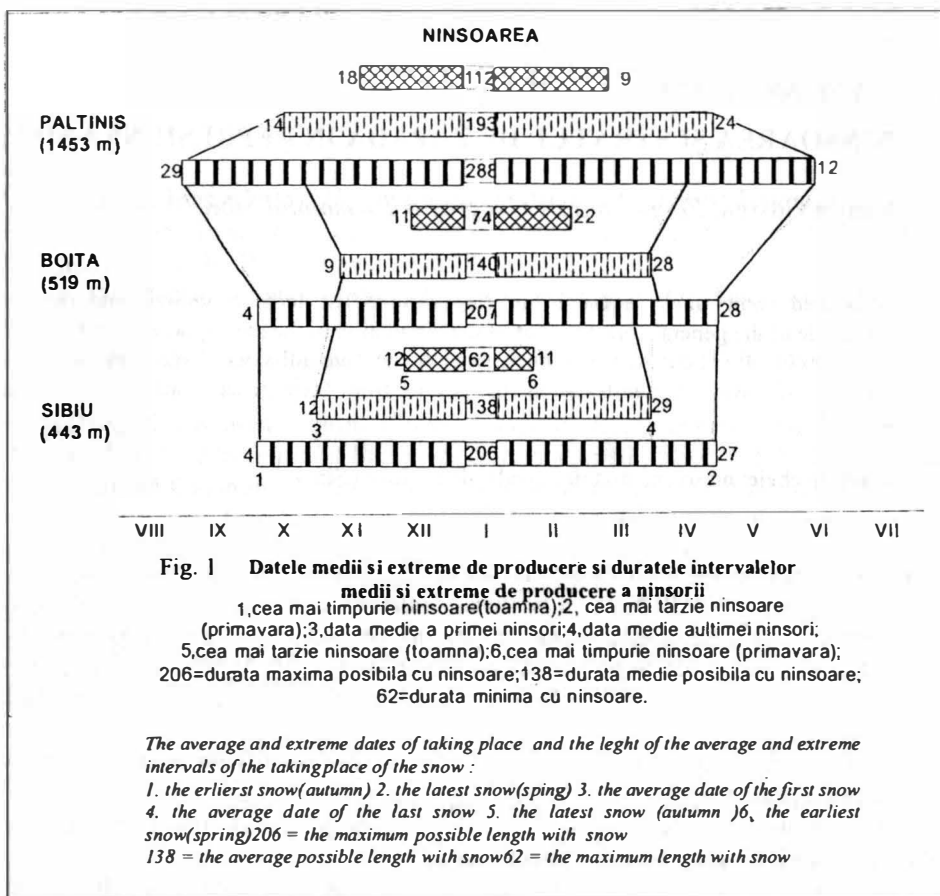 NINSOAREA
18 112 9
PALTINIS 14 193 24
(1453 m)
29 288 12
11 74 22
BOITA 9 140 28
(519 m)
4 207 28
12 62 11
5 6
SIBIU 12 138 29
(443 m) 3 4
4 206 27
1 2
VIII IX X XI XII I II III IV V VI VII
Fig. 1 Datele medii si extreme de producere si duratele intervalelor
medii si extreme de producere a ninsorii
1,cea mai timpurie ninsoare(toamna);2, cea mai tarzie ninsoare
(primavara);3,data medie a primei ninsori;4,data medie aultimei ninsori;
5,cea mai tarzie ninsoare (toamna);6,cea mai timpurie ninsoare (primavara);
206=durata maxima posibila cu ninsoare;138=durata medie posibila cu ninsoare;
62=durata minima cu ninsoare.
The average and extreme dates of taking place and the leght of the average and extreme
intervals of the takingplace of the snow :
1. the erlierst snow(autumn) 2. the latest snow(sping) 3. the average date of the first snow
4. the average date of the last snow 5. the latest snow (autumn )6, the earliest
snow(spring)206 = the maximum possible length with snow
138 = the average possible length with snow62 = the maximum length with snow